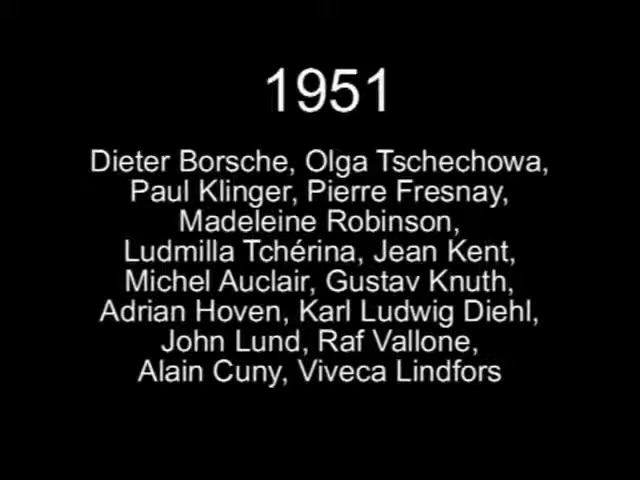 1951
Dieter Borsche, Olga Tschechowa,
Paul Klinger, Pierre Fresnay,
Madeleine Robinson,
Ludmilla Tchérina, Jean Kent,
Michel Auclair, Gustav Knuth,
Adrian Hoven, Karl Ludwig Diehl,
John Lund, Raf Vallone,
Alain Cuny, Viveca Lindfors